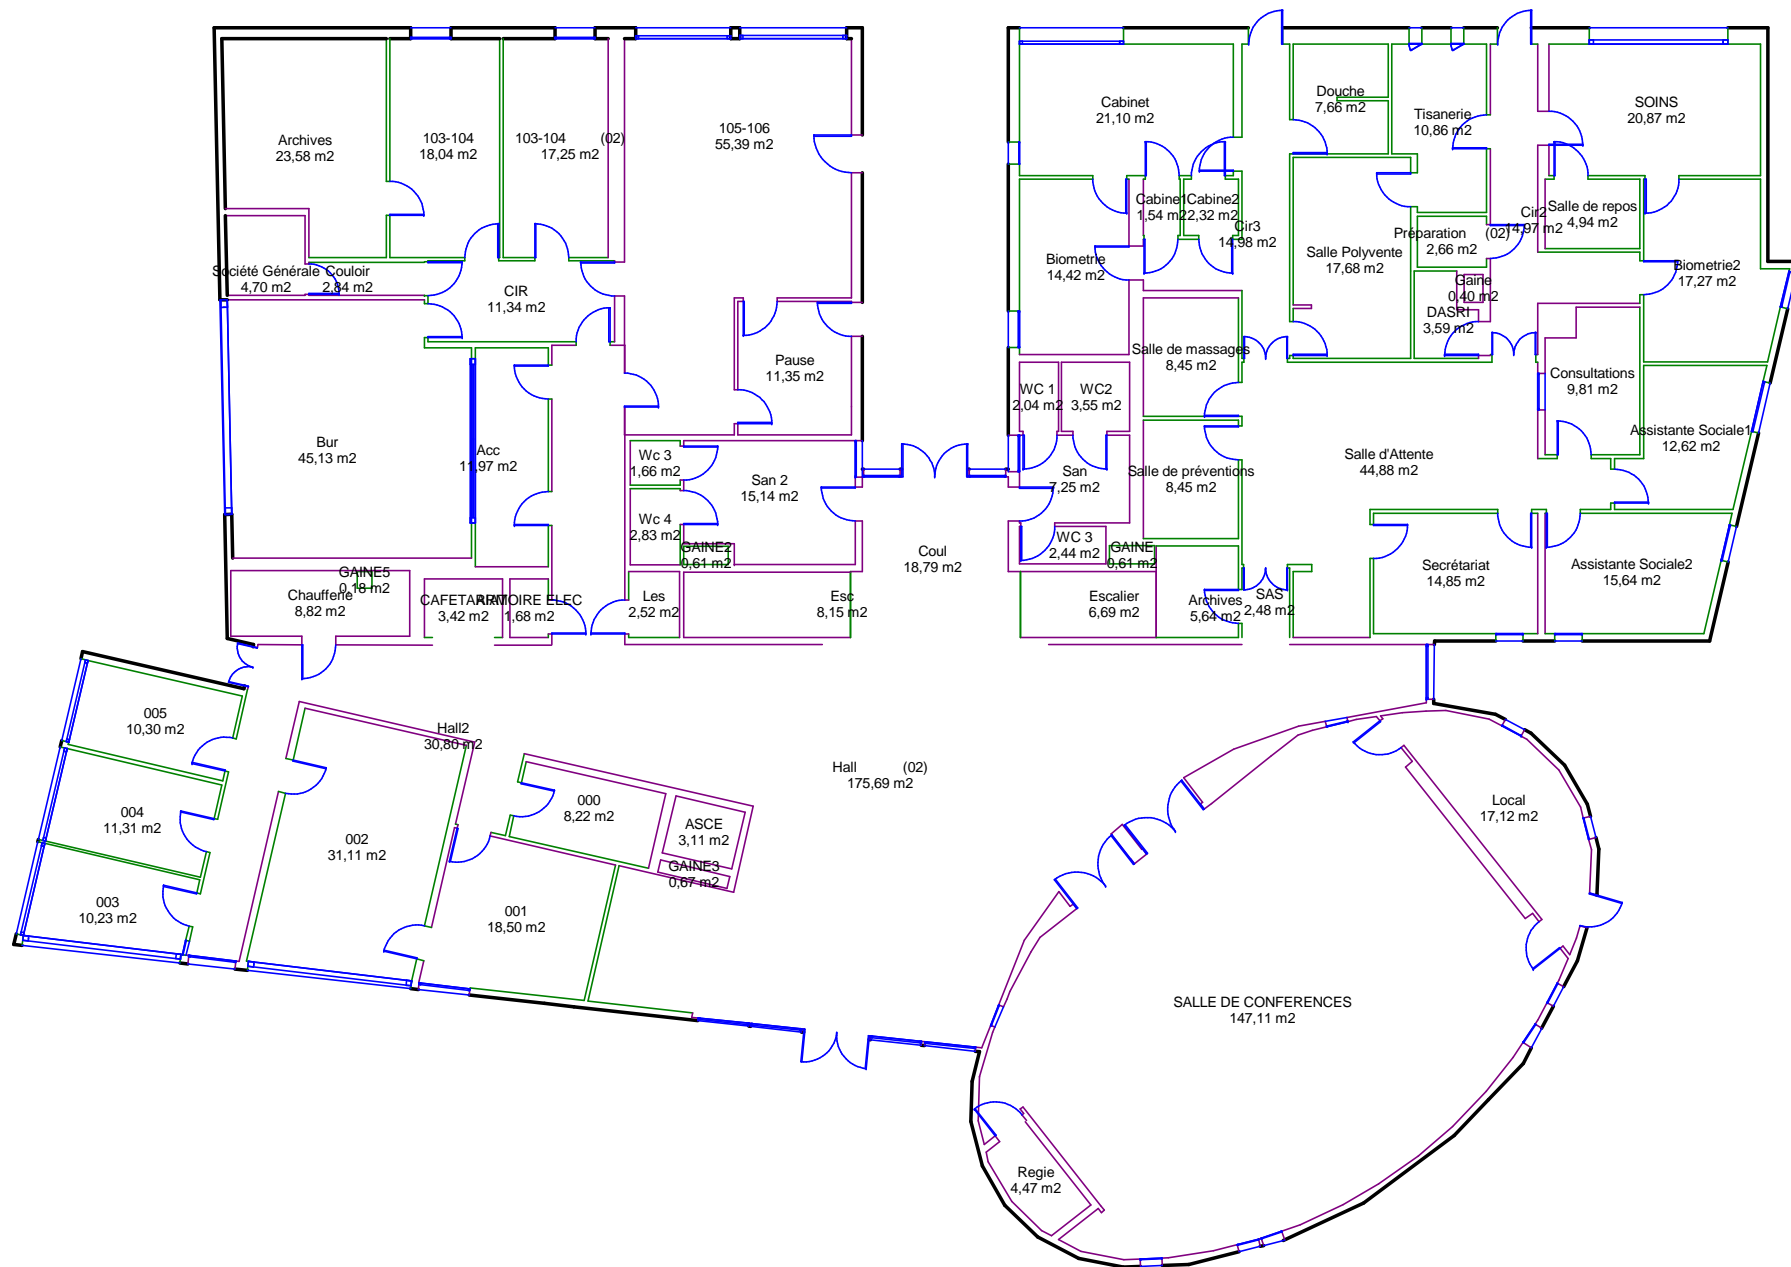 Archives
23,58 m2
103-104
18,04 m2
103-104 (02)
17,25 m2
105-106
55,39 m2
Cabinet
21,10 m2
Douche
7,66 m2
Tisanerie
10,86 m2
SOINS
20,87 m2
Société Générale
4,70 m2
Couloir
2,84 m2
CIR
11,34 m2
Pause
11,35 m2
Biometrie
14,42 m2
Cabine1
1,54 m2
Cabine2
2,32 m2
Cir3
14,98 m2
Salle Polyvente
17,68 m2
Préparation
2,66 m2
Cir2
(02)
14,97 m2
Salle de repos
4,94 m2
Biometrie2
17,27 m2
Gaine
0,40 m2
DASRI
3,59 m2
Salle de massages
8,45 m2
WC 1
2,04 m2
WC2
3,55 m2
Consultations
9,81 m2
Assistante Sociale1
12,62 m2
Bur
45,13 m2
Acc
11,97 m2
Wc 3
1,66 m2
San 2
15,14 m2
San
7,25 m2
Salle de préventions
8,45 m2
Salle d'Attente
44,88 m2
Wc 4
2,83 m2
GAINE2
0,61 m2
Coul
18,79 m2
WC 3
2,44 m2
GAINE
0,61 m2
Secrétariat
14,85 m2
Assistante Sociale2
15,64 m2
GAINE5
0,18 m2
Chaufferie
8,82 m2
CAFETARIAT
3,42 m2
ARMOIRE ELEC
1,68 m2
Les
2,52 m2
Esc
8,15 m2
Escalier
6,69 m2
Archives
5,64 m2
SAS
2,48 m2
005
10,30 m2
Hall2
30,80 m2
Hall (02)
175,69 m2
004
11,31 m2
002
31,11 m2
000
8,22 m2
ASCE
3,11 m2
GAINE3
0,67 m2
Local
17,12 m2
003
10,23 m2
001
18,50 m2
SALLE DE CONFERENCES
147,11 m2
Regie
4,47 m2